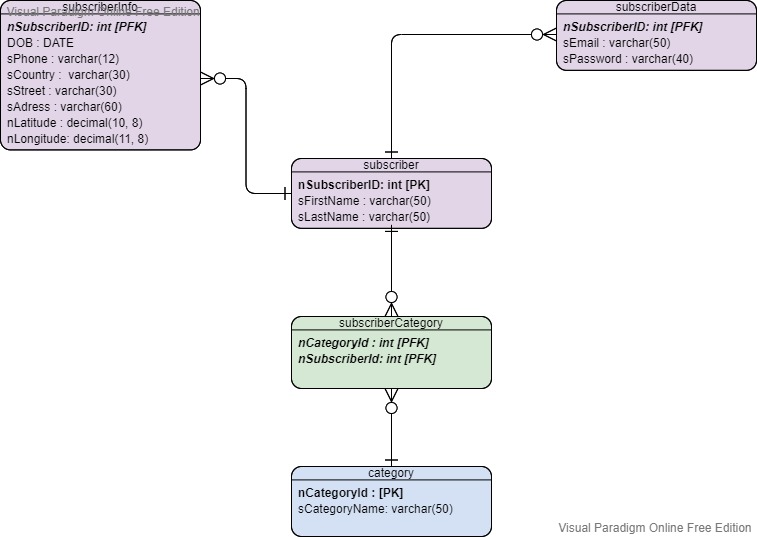 subscriberInfo
Visual Paradigm Online Free Edition
nSubscriberID: int [PFK]
DOB : DATE
sPhone : varchar(12)
sCountry : varchar(30)
sStreet : varchar(30)
sAdress : varchar(60)
nLatitude : decimal(10, 8)
nLongitude: decimal(11, 8)
subscriberData
nSubscriberID: int [PFK]
sEmail : varchar(50)
sPassword : varchar(40)
subscriber
nSubscriberID: int [PK]
sFirstName : varchar(50)
sLastName : varchar(50)
subscriberCategory
nCategoryId : int [PFK]
nSubscriberId: int [PFK]
category
nCategoryId : [PK]
sCategoryName: varchar(50)
Visual Paradigm Online Free Edition